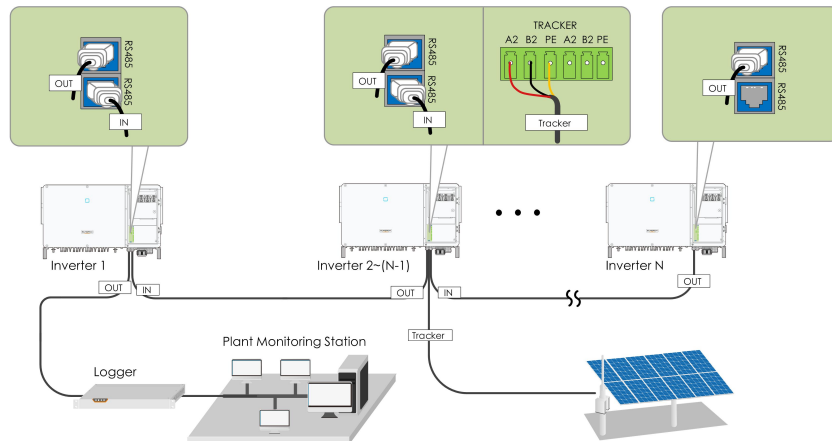 RS485
OUT
RS485
IN
RS485
OUT
RS485
IN
TRACKER
A2 B2 PE A2 B2 PE
Tracker
RS485
OUT
RS485
Inverter 1
Inverter 2~(N-1)
Inverter N
OUT
IN
OUT
IN
OUT
Tracker
Plant Monitoring Station
Logger